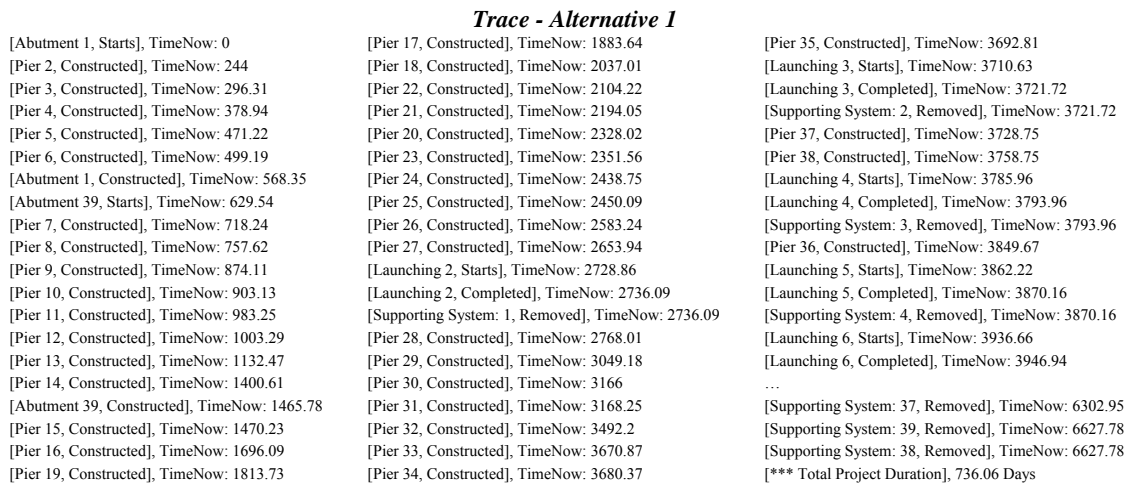 Trace - Alternative 1
[Abutment 1, Starts], TimeNow: 0
[Pier 2, Constructed], TimeNow: 244
[Pier 3, Constructed], TimeNow: 296.31
[Pier 4, Constructed], TimeNow: 378.94
[Pier 5, Constructed], TimeNow: 471.22
[Pier 6, Constructed], TimeNow: 499.19
[Abutment 1, Constructed], TimeNow: 568.35
[Abutment 39, Starts], TimeNow: 629.54
[Pier 7, Constructed], TimeNow: 718.24
[Pier 8, Constructed], TimeNow: 757.62
[Pier 9, Constructed], TimeNow: 874.11
[Pier 10, Constructed], TimeNow: 903.13
[Pier 11, Constructed], TimeNow: 983.25
[Pier 12, Constructed], TimeNow: 1003.29
[Pier 13, Constructed], TimeNow: 1132.47
[Pier 14, Constructed], TimeNow: 1400.61
[Abutment 39, Constructed], TimeNow: 1465.78
[Pier 15, Constructed], TimeNow: 1470.23
[Pier 16, Constructed], TimeNow: 1696.09
[Pier 19, Constructed], TimeNow: 1813.73
[Pier 17, Constructed], TimeNow: 1883.64
[Pier 18, Constructed], TimeNow: 2037.01
[Pier 22, Constructed], TimeNow: 2104.22
[Pier 21, Constructed], TimeNow: 2194.05
[Pier 20, Constructed], TimeNow: 2328.02
[Pier 23, Constructed], TimeNow: 2351.56
[Pier 24, Constructed], TimeNow: 2438.75
[Pier 25, Constructed], TimeNow: 2450.09
[Pier 26, Constructed], TimeNow: 2583.24
[Pier 27, Constructed], TimeNow: 2653.94
[Launching 2, Starts], TimeNow: 2728.86
[Launching 2, Completed], TimeNow: 2736.09
[Supporting System: 1, Removed], TimeNow: 2736.09
[Pier 28, Constructed], TimeNow: 2768.01
[Pier 29, Constructed], TimeNow: 3049.18
[Pier 30, Constructed], TimeNow: 3166
[Pier 31, Constructed], TimeNow: 3168.25
[Pier 32, Constructed], TimeNow: 3492.2
[Pier 33, Constructed], TimeNow: 3670.87
[Pier 34, Constructed], TimeNow: 3680.37
[Pier 35, Constructed], TimeNow: 3692.81
[Launching 3, Starts], TimeNow: 3710.63
[Launching 3, Completed], TimeNow: 3721.72
[Supporting System: 2, Removed], TimeNow: 3721.72
[Pier 37, Constructed], TimeNow: 3728.75
[Pier 38, Constructed], TimeNow: 3758.75
[Launching 4, Starts], TimeNow: 3785.96
[Launching 4, Completed], TimeNow: 3793.96
[Supporting System: 3, Removed], TimeNow: 3793.96
[Pier 36, Constructed], TimeNow: 3849.67
[Launching 5, Starts], TimeNow: 3862.22
[Launching 5, Completed], TimeNow: 3870.16
[Supporting System: 4, Removed], TimeNow: 3870.16
[Launching 6, Starts], TimeNow: 3936.66
[Launching 6, Completed], TimeNow: 3946.94
…
[Supporting System: 37, Removed], TimeNow: 6302.95
[Supporting System: 39, Removed], TimeNow: 6627.78
[Supporting System: 38, Removed], TimeNow: 6627.78
[*** Total Project Duration], 736.06 Days